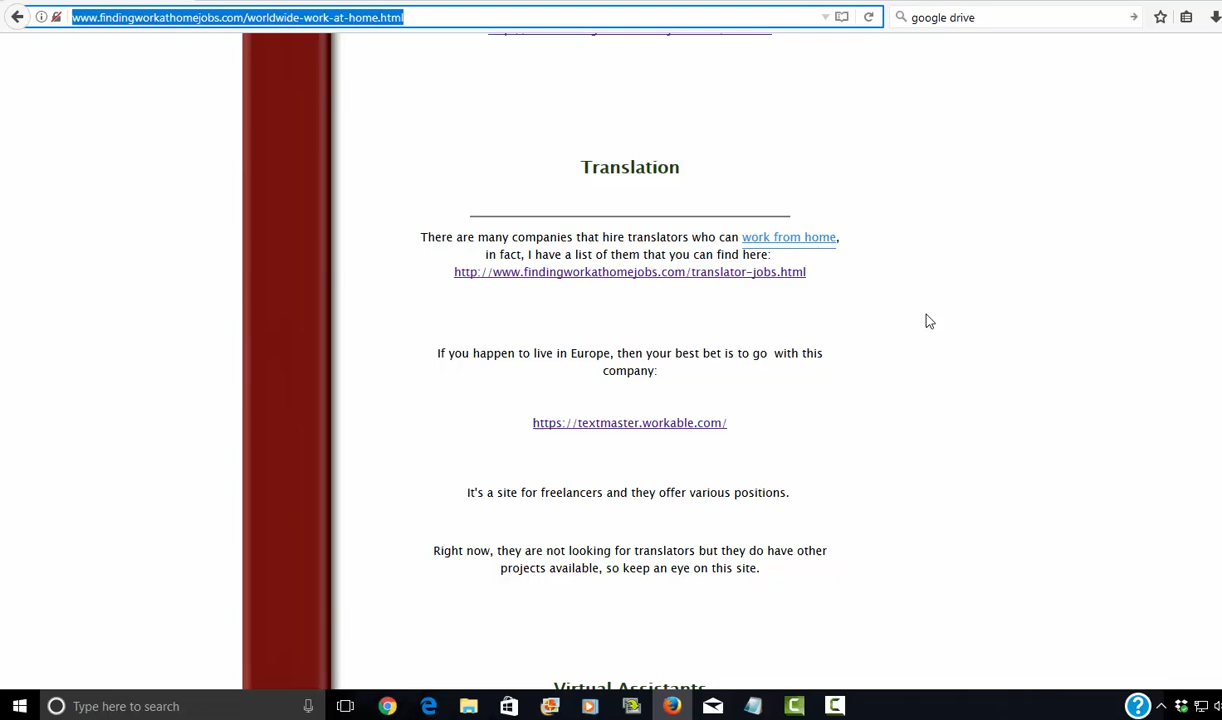 www.findingworkathomejobs.com/worldwide-work-at-home.html
google drive
Translation
There are many companies that hire translators who can work from home,
in fact, I have a list of them that you can find here:
http://www.findingworkathomejobs.com/translator-jobs.html
If you happen to live in Europe, then your best bet is to go with this
company:
https://textmaster.workable.com/
It's a site for freelancers and they offer various positions.
Right now, they are not looking for translators but they do have other
projects available, so keep an eye on this site.
Virtual Assistants
Type here to search